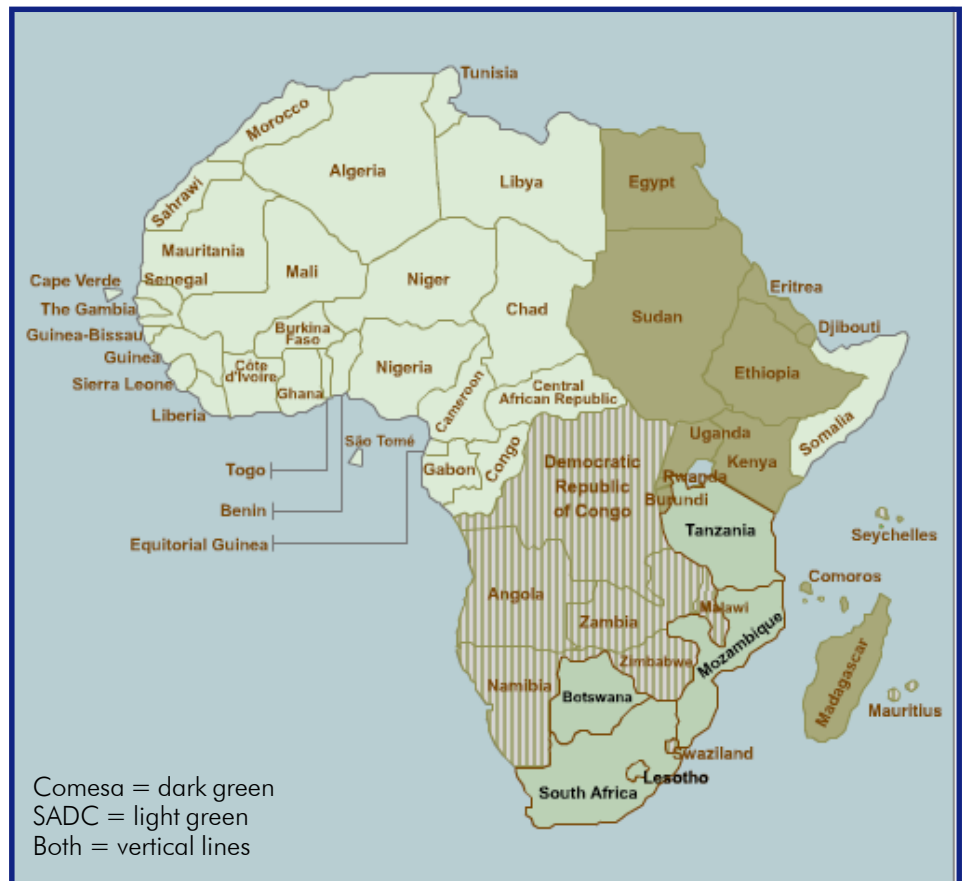 Tunisia
Morocco
Algeria
Libya
Egypt
Sahrawi
Mauritania
Mali
Niger
Cape Verde
Senegal
Chad
Eritrea
The Gambia
Sudan
Burkina
Faso
Djibouti
Guinea-Bissau
Guinea
Côte
d'Ivoire
Nigeria
Ethiopia
Sierra Leone
Ghana
Cameroon
Central
African Republic
Liberia
Somalia
Uganda
São Tomé
Kenya
Togo
Gabon
Congo
Democratic
Republic
of Congo
Rwanda
Burundi
Benin
Tanzania
Seychelles
Equitorial Guinea
Comoros
Angola
Malawi
Zambia
Mozambique
Zimbabwe
Madagascar
Namibia
Botswana
Mauritius
Swaziland
Lesotho
South Africa
Comesa = dark green
SADC = light green
Both = vertical lines